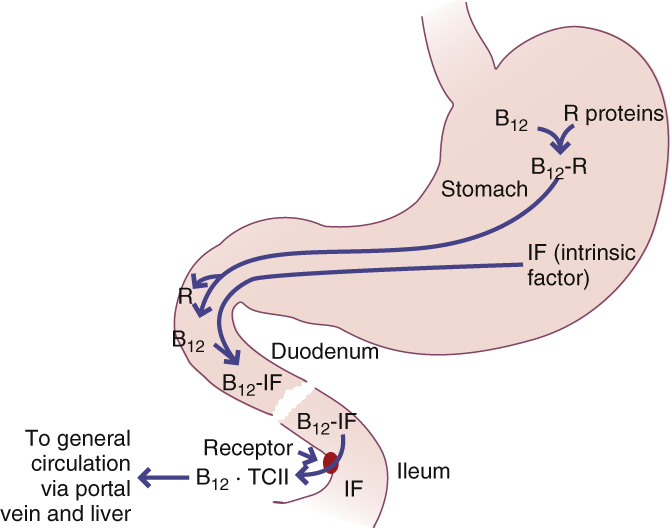 B₁₂
R proteins
B₁₂-R
Stomach
IF (intrinsic
factor)
R
B₁₂
Duodenum
B₁₂-IF
B₁₂-IF
Receptor
B₁₂ · TCII
IF
Ileum
To general
circulation
via portal
vein and liver